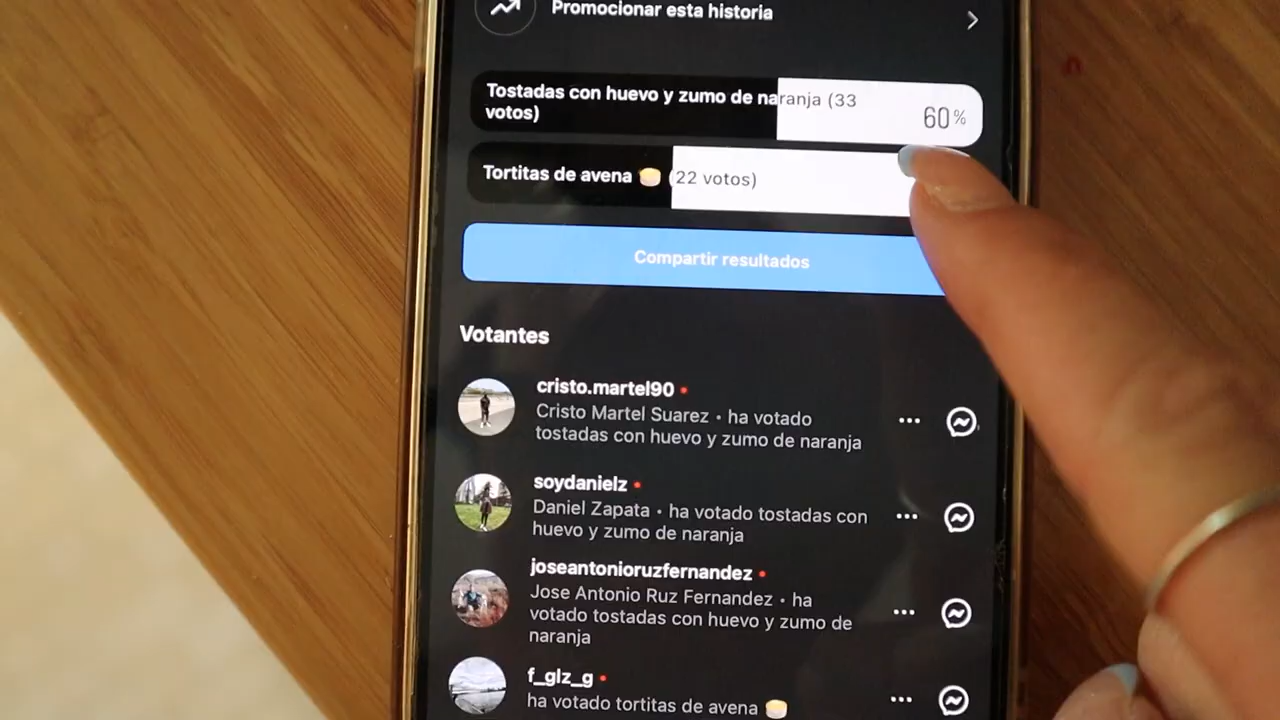 Promocionar esta historia
Tostadas con huevo y zumo de naranja (33
votos)
60%
Tortitas de avena 🥞 (22 votos)
Compartir resultados
Votantes
cristo.martel90
Cristo Martel Suarez • ha votado
tostadas con huevo y zumo de naranja
soydanielz
Daniel Zapata • ha votado tostadas con
huevo y zumo de naranja
joseantonioruzfernandez
Jose Antonio Ruz Fernandez • ha
votado tostadas con huevo y zumo de
naranja
f_glz_g
ha votado tortitas de avena 🥞